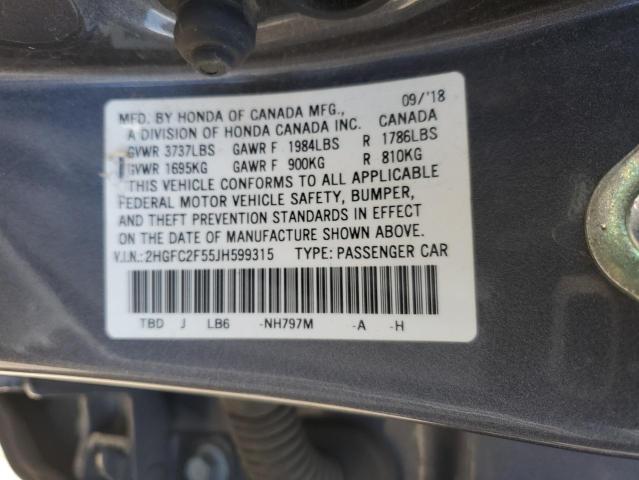 MFD. BY HONDA OF CANADA MFG., 09/'18
A DIVISION OF HONDA CANADA INC. CANADA
GVWR 3737LBS GAWR F 1984LBS R 1786LBS
GVWR 1695KG GAWR F 900KG R 810KG
THIS VEHICLE CONFORMS TO ALL APPLICABLE
FEDERAL MOTOR VEHICLE SAFETY, BUMPER,
AND THEFT PREVENTION STANDARDS IN EFFECT
ON THE DATE OF MANUFACTURE SHOWN ABOVE.
V.I.N.:2HGFC2F55JH599315 TYPE: PASSENGER CAR
TBD J LB6 -NH797M -A -H